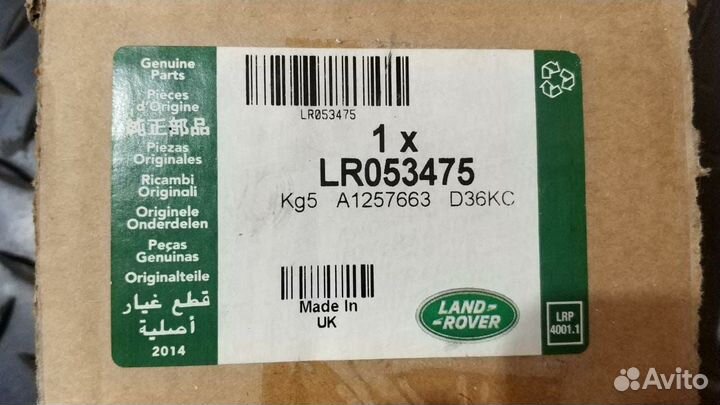 Genuine
Parts
Pièces
d'Origine
純正部品
Piezas
Originales
Ricambi
Originali
Originele
Onderdelen
Peças
Genuínas
Originalteile
قطع غيار
أصلية
2014
LR053475
1 x
LR053475
Kg5 A1257663 D36KC
Made In
UK
LAND-
-ROVER
LRP
4001.1
Avito